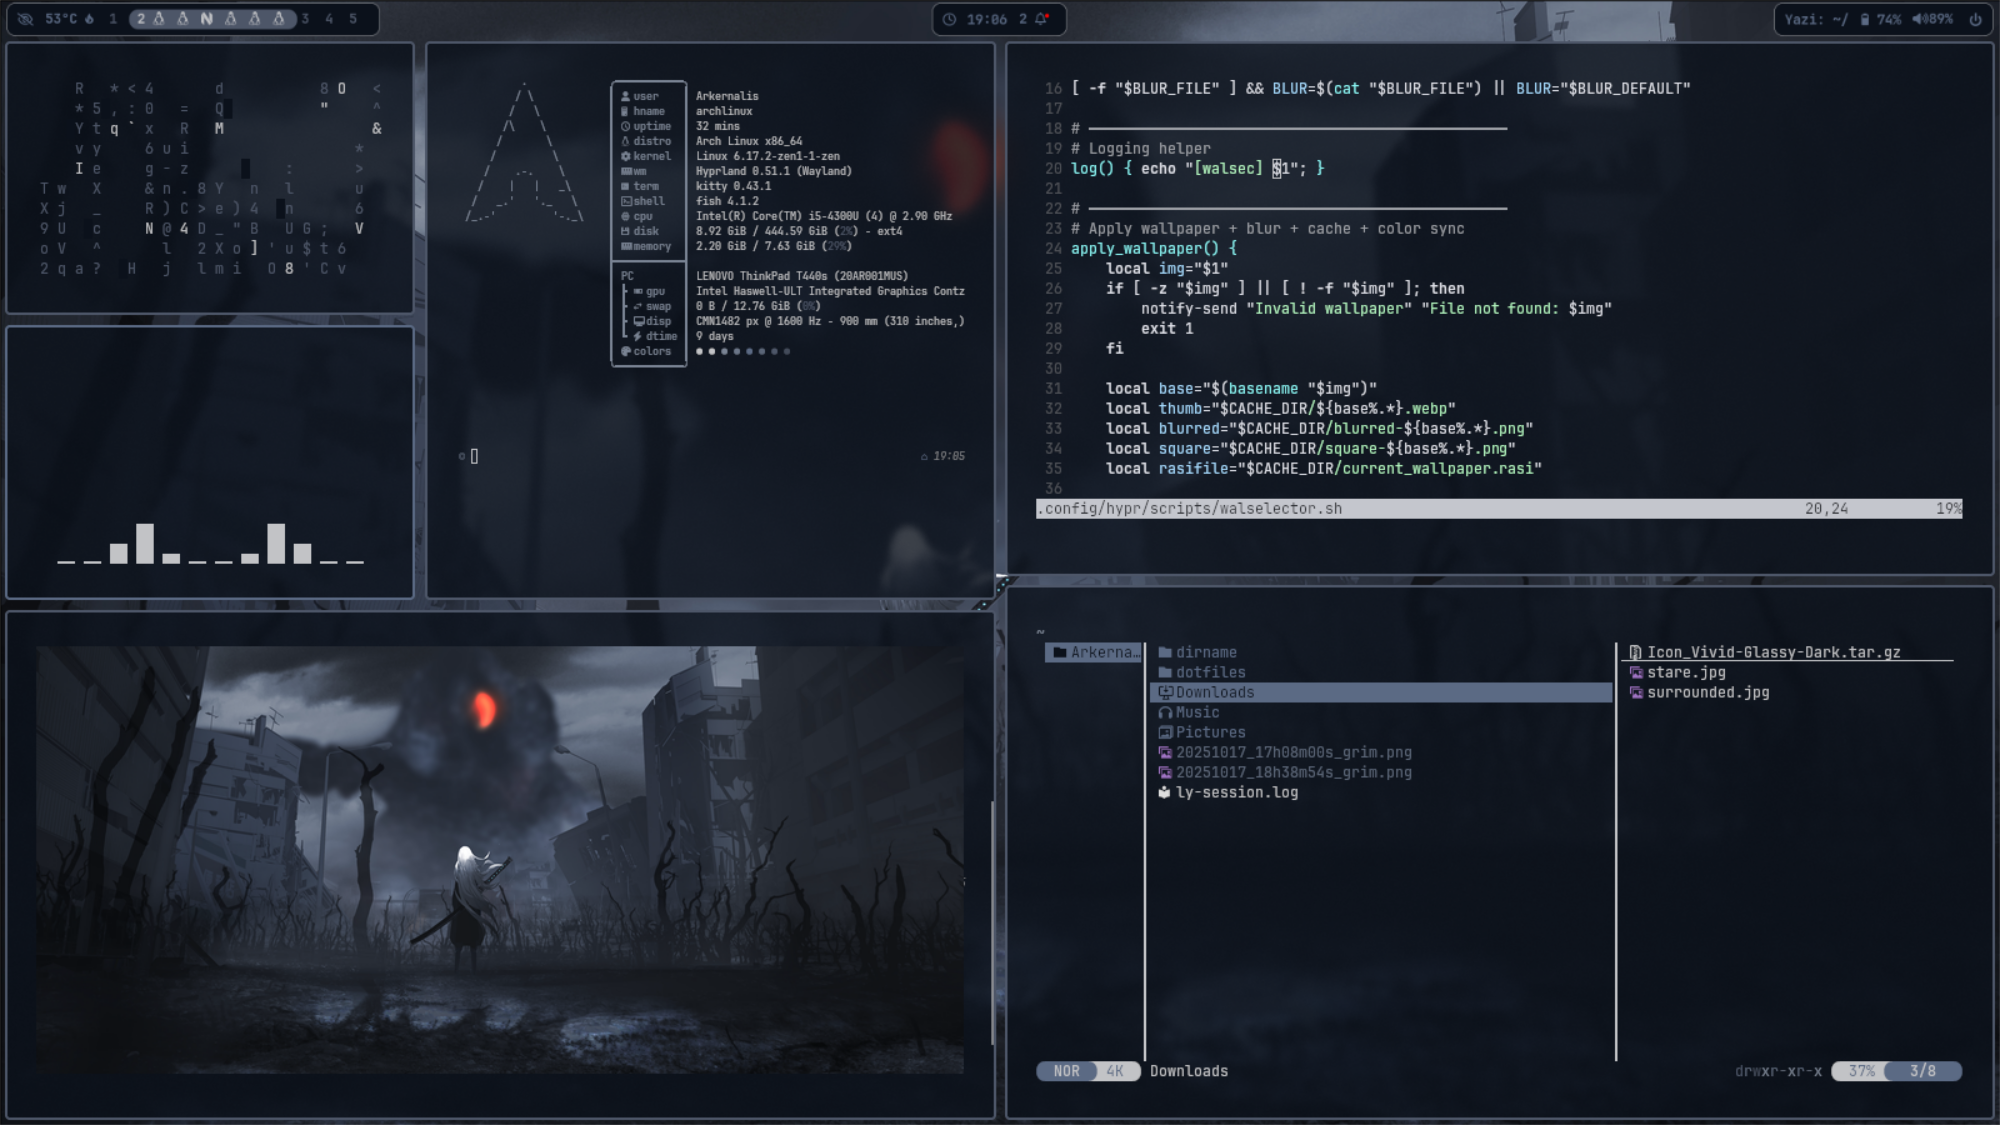 53°C 1 2 N 3 4 5
19:06 2
Yazi: ~/ 74% 89%
R * < 4 d 8 0 <
* 5 , : 0 = Q " ^
Y t q ` x R M &
v y 6 u i *
I e g - z : >
T w X & n . 8 Y n l u
X j _ R ) C > e ) 4 n 6
9 U c N @ 4 D _ " B U G ; V
o V ^ l 2 X o ] ' u $ t 6
2 q a ? H j l m i O 8 ' C v
user Arkernalis
hname archlinux
uptime 32 mins
distro Arch Linux x86_64
kernel Linux 6.17.2-zen1-1-zen
wm Hyprland 0.51.1 (Wayland)
term kitty 0.43.1
shell fish 4.1.2
cpu Intel(R) Core(TM) i5-4300U (4) @ 2.90 GHz
disk 8.92 GiB / 444.59 GiB (2%) - ext4
memory 2.20 GiB / 7.63 GiB (29%)
PC LENOVO ThinkPad T440s (20AR001MUS)
gpu Intel Haswell-ULT Integrated Graphics Contz
swap 0 B / 12.76 GiB (0%)
disp CMN1482 px @ 1600 Hz - 900 mm (310 inches,)
dtime 9 days
colors
19:05
16 [ -f "$BLUR_FILE" ] && BLUR=$(cat "$BLUR_FILE") || BLUR="$BLUR_DEFAULT"
17
18 # ────────────────────────────────────────────────
19 # Logging helper
20 log() { echo "[walsec] $1"; }
21
22 # ────────────────────────────────────────────────
23 # Apply wallpaper + blur + cache + color sync
24 apply_wallpaper() {
25 local img="$1"
26 if [ -z "$img" ] || [ ! -f "$img" ]; then
27 notify-send "Invalid wallpaper" "File not found: $img"
28 exit 1
29 fi
30
31 local base="$(basename "$img")"
32 local thumb="$CACHE_DIR/${base%.*}.webp"
33 local blurred="$CACHE_DIR/blurred-${base%.*}.png"
34 local square="$CACHE_DIR/square-${base%.*}.png"
35 local rasifile="$CACHE_DIR/current_wallpaper.rasi"
36
.config/hypr/scripts/walselector.sh 20,24 19%
~
Arkerna…
dirname
dotfiles
Downloads
Music
Pictures
20251017_17h08m00s_grim.png
20251017_18h38m54s_grim.png
ly-session.log
Icon_Vivid-Glassy-Dark.tar.gz
stare.jpg
surrounded.jpg
NOR 4K Downloads drwxr-xr-x 37% 3/8